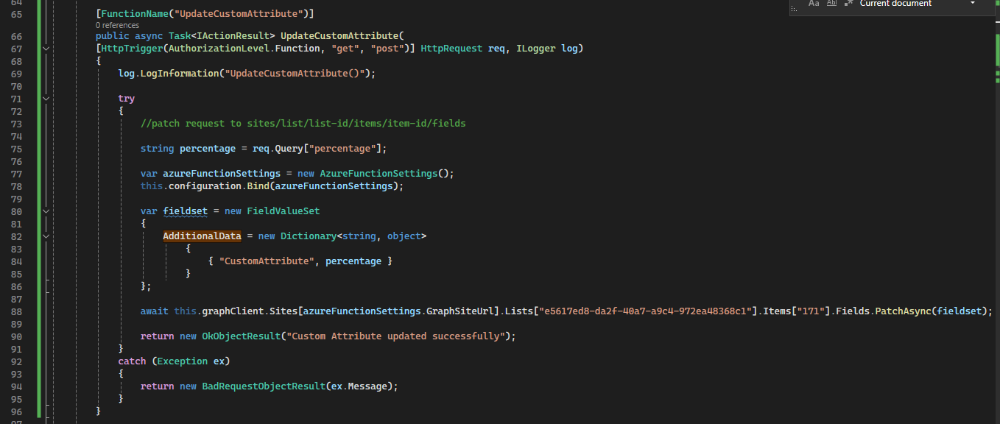 Aa Abl .* Current document
64
65 [FunctionName("UpdateCustomAttribute")]
0 references
66 public async Task<IActionResult> UpdateCustomAttribute(
67 [HttpTrigger(AuthorizationLevel.Function, "get", "post")] HttpRequest req, ILogger log)
68 {
69 log.LogInformation("UpdateCustomAttribute()");
70
71 try
72 {
73 //patch request to sites/list/list-id/items/item-id/fields
74
75 string percentage = req.Query["percentage"];
76
77 var azureFunctionSettings = new AzureFunctionSettings();
78 this.configuration.Bind(azureFunctionSettings);
79
80 var fieldset = new FieldValueSet
81 {
82 AdditionalData = new Dictionary<string, object>
83 {
84 { "CustomAttribute", percentage }
85 }
86 };
87
88 await this.graphClient.Sites[azureFunctionSettings.GraphSiteUrl].Lists["e5617ed8-da2f-40a7-a9c4-972ea48368c1"].Items["171"].Fields.PatchAsync(fieldset);
89
90 return new OkObjectResult("Custom Attribute updated successfully");
91 }
92 catch (Exception ex)
93 {
94 return new BadRequestObjectResult(ex.Message);
95 }
96 }
97